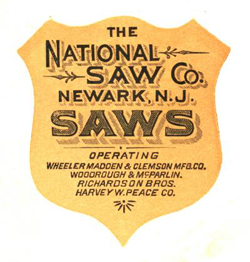 THE
NATIONAL
SAW CO.
NEWARK, N.J.
SAWS
OPERATING
WHEELER MADDEN & CLEMSON MFG. CO.
WOODROUGH & McPARLIN.
RICHARDSON BROS.
HARVEY W. PEACE CO.